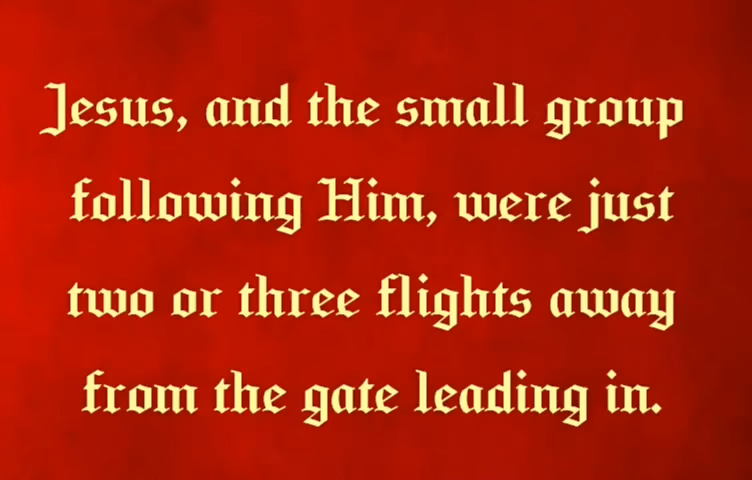 Jesus, and the small group
following Him, were just
two or three flights away
from the gate leading in.